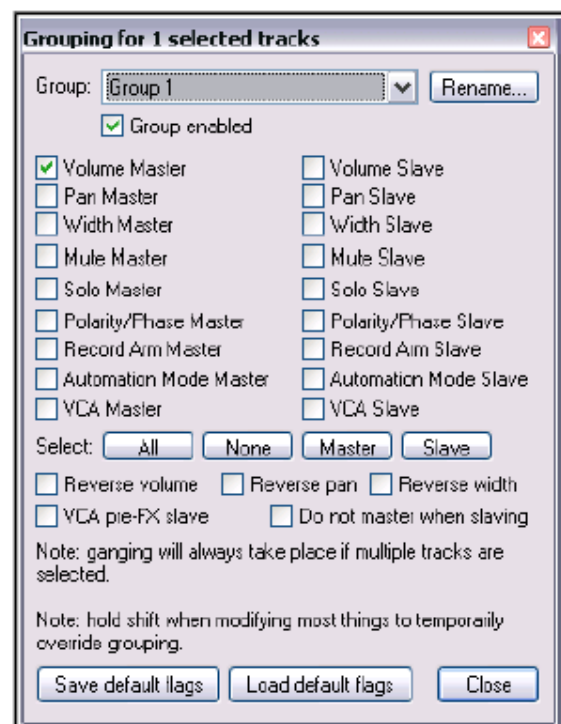 Grouping for 1 selected tracks
Group: Group 1 Rename...
Group enabled
Volume Master Volume Slave
Pan Master Pan Slave
Width Master Width Slave
Mute Master Mute Slave
Solo Master Solo Slave
Polarity/Phase Master Polarity/Phase Slave
Record Arm Master Record Arm Slave
Automation Mode Master Automation Mode Slave
VCA Master VCA Slave
Select: All None Master Slave
Reverse volume Reverse pan Reverse width
VCA pre-FX slave Do not master when slaving
Note: ganging will always take place if multiple tracks are
selected.
Note: hold shift when modifying most things to temporarily
override grouping.
Save default flags Load default flags Close